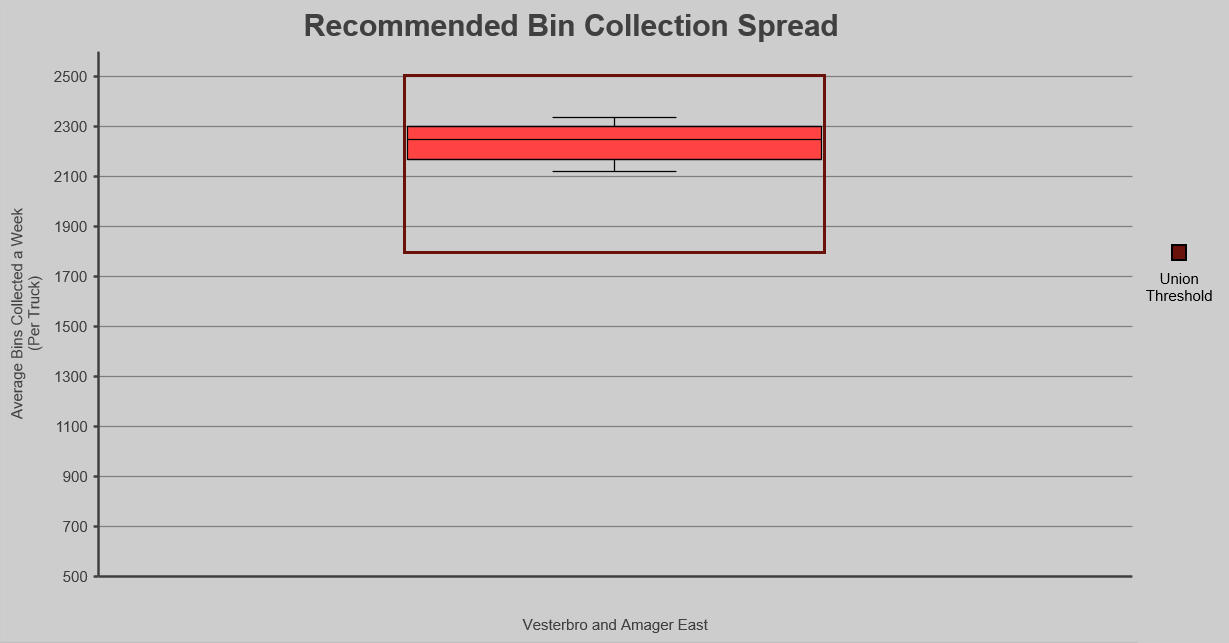 Recommended Bin Collection Spread
2500
2300
2100
1900
1700
1500
1300
1100
900
700
500
Average Bins Collected a Week
(Per Truck)
Vesterbro and Amager East
Union
Threshold